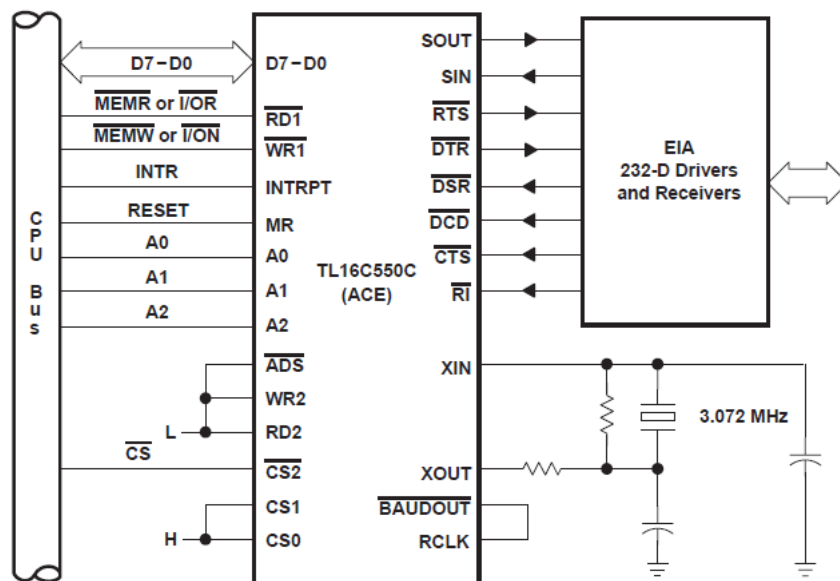 CPU Bus
D7–D0
MEMR or I/OR
MEMW or I/ON
INTR
RESET
A0
A1
A2
L
CS
H
D7–D0
RD1
WR1
INTRPT
MR
A0
A1
A2
ADS
WR2
RD2
CS2
CS1
CS0
TL16C550C
(ACE)
SOUT
SIN
RTS
DTR
DSR
DCD
CTS
RI
XIN
XOUT
BAUDOUT
RCLK
EIA
232-D Drivers
and Receivers
3.072 MHz